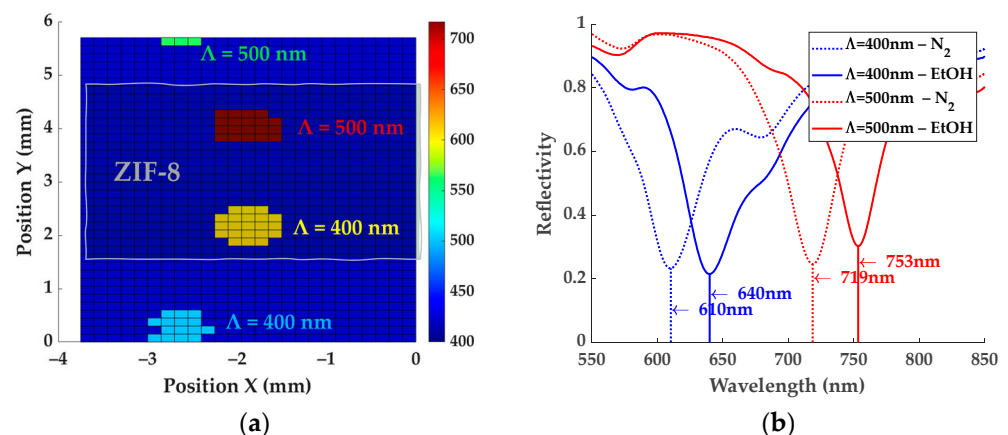 6
5
4
3
2
1
0
Position Y (mm)
Λ = 500 nm
Λ = 500 nm
ZIF-8
Λ = 400 nm
Λ = 400 nm
−4
−3
−2
−1
0
Position X (mm)
700
650
600
550
500
450
400
(a)
1
0.8
0.6
0.4
0.2
0
Reflectivity
Λ=400nm – N₂
Λ=400nm – EtOH
Λ=500nm – N₂
Λ=500nm – EtOH
← 753nm
← 719nm
← 640nm
← 610nm
550
600
650
700
750
800
850
Wavelength (nm)
(b)